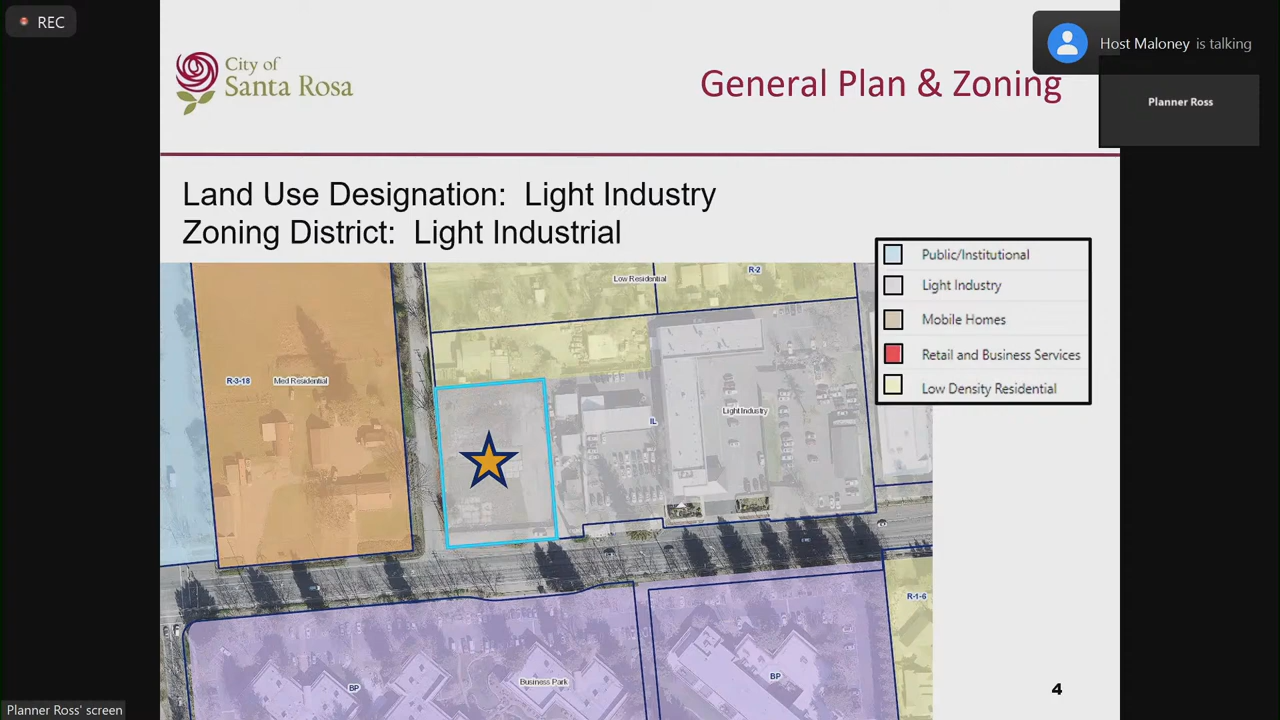 REC
Host Maloney is talking
Planner Ross
City of
Santa Rosa
General Plan & Zoning
Land Use Designation:  Light Industry
Zoning District:  Light Industrial
Public/Institutional
Light Industry
Mobile Homes
Retail and Business Services
Low Density Residential
Low Residential
R-2
R-3-18
Med Residential
Light Industry
IL
R-1-6
Business Park
BP
BP
4
Planner Ross' screen